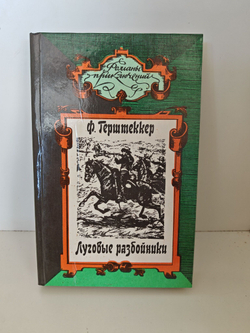 Романы
приключений
Ф. Герштеккер
Луговые разбойники